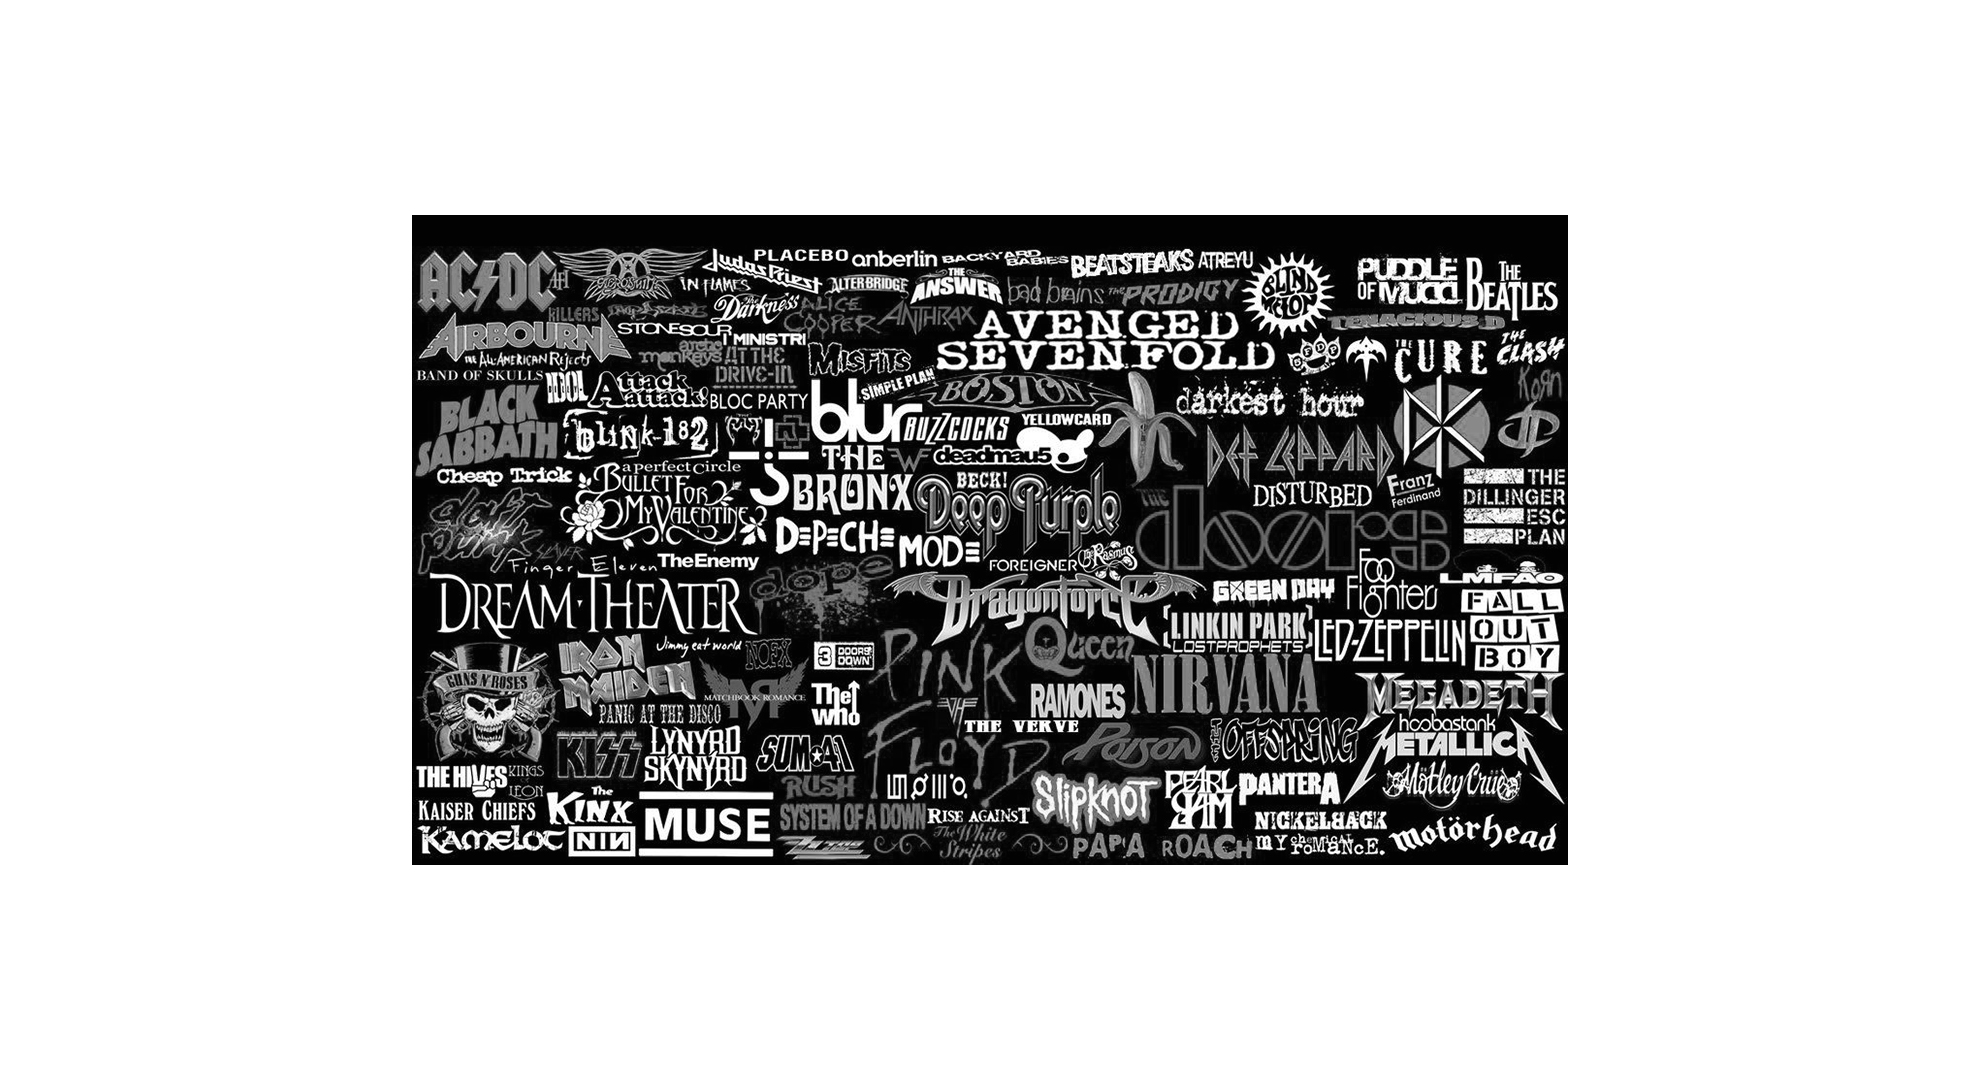 AC DC
AFI
AEROSMITH
Judas Priest
PLACEBO
anberlin
BACKYARD
BABIES
BEATSTEAKS
ATREYU
BLIND
MELON
PUDDLE
OF MUDD
THE
BEATLES
IN FLAMES
ALTER BRIDGE
THE
ANSWER
bad brains
THE PRODIGY
KILLERS
The
Darkness
ALICE
COOPER
ANTHRAX
AVENGED
SEVENFOLD
TENACIOUS D
AIRBOURNE
STONE SOUR
MINISTRI
arctic
monkeys
AT THE
DRIVE-IN
MISFITS
5FDP
THE
CURE
THE
CLASH
THE ALL-AMERICAN REJECTS
BAND OF SKULLS
IDOL
Attack
attack!
BLOC PARTY
SIMPLE PLAN
BOSTON
darkest hour
KoRn
BLACK
SABBATH
blink-182
blur
BUZZCOCKS
YELLOWCARD
deadmau5
DEF LEPPARD
DK
Cheap Trick
a perfect circle
BULLET FOR
MY VALENTINE
THE
BRONX
W
BECK!
Deep Purple
DISTURBED
Franz
Ferdinand
THE
DILLINGER
ESC
PLAN
daft
punk
SLAYER
DEPECHE
MODE
THE
doors
Finger Eleven
The Enemy
dope
FOREIGNER
The Rasmus
DREAM THEATER
DragonForce
GREEN DAY
Foo
Fighters
LMFAO
FALL
OUT
BOY
LINKIN PARK
LOSTPROPHETS
LED-ZEPPELIN
GUNS N' ROSES
IRON
MAIDEN
Jimmy eat world
NOFX
3 DOORS
DOWN
PINK
FLOYD
Queen
NIRVANA
MATCHBOOK ROMANCE
PANIC AT THE DISCO
The
Who
VH
RAMONES
THE VERVE
MEGADETH
hoobastank
KISS
LYNYRD
SKYNYRD
SUM 41
POISON
THE OFFSPRING
METALLICA
THE HIVES
KINGS
OF
LEON
RUSH
SLIPKNOT
PEARL
JAM
PANTERA
Mötley Crüe
KAISER CHIEFS
The
KINX
MUSE
SYSTEM OF A DOWN
RISE AGAINST
NICKELBACK
KAMELOT
NIN
ZZ TOP
The White
Stripes
PAPA ROACH
MY cheMicAL
roMaNcE.
motörhead